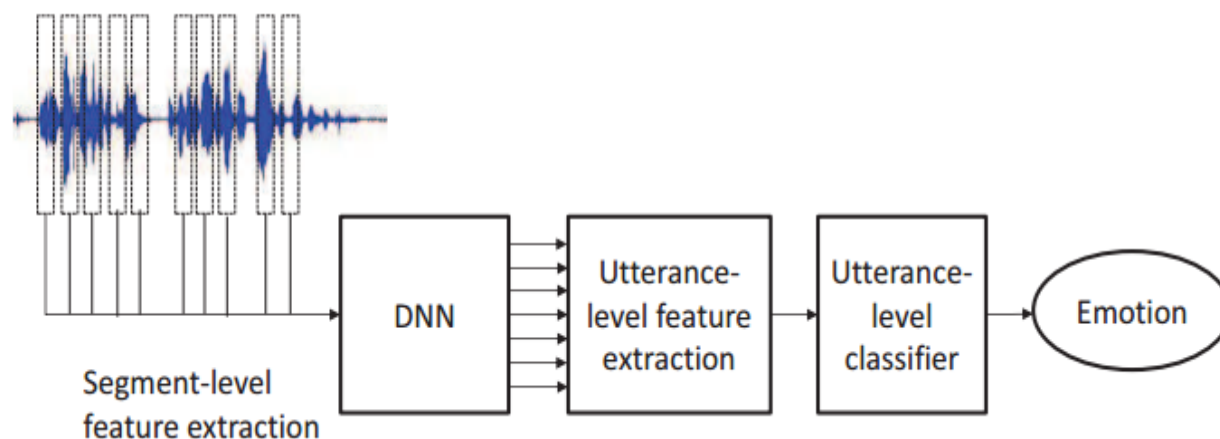 Segment-level
feature extraction
DNN
Utterance-
level feature
extraction
Utterance-
level
classifier
Emotion